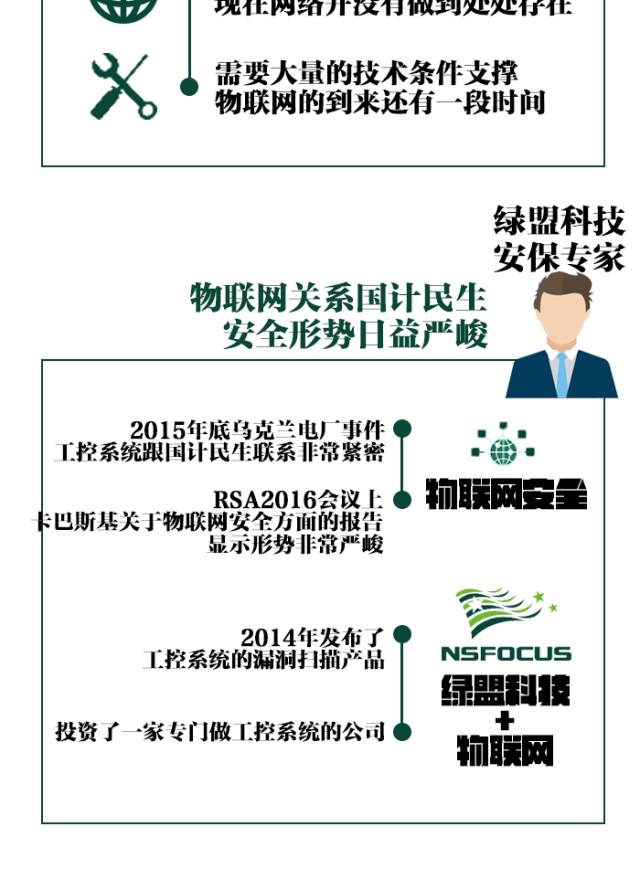 现在网络并没有做到处处存在
需要大量的技术条件支撑
物联网的到来还有一段时间
绿盟科技
安保专家
物联网关系国计民生
安全形势日益严峻
2015年底乌克兰电厂事件
工控系统跟国计民生联系非常紧密
RSA2016会议上
卡巴斯基关于物联网安全方面的报告
显示形势非常严峻
物联网安全
2014年发布了
工控系统的漏洞扫描产品
投资了一家专门做工控系统的公司
NSFOCUS
绿盟科技
+
物联网